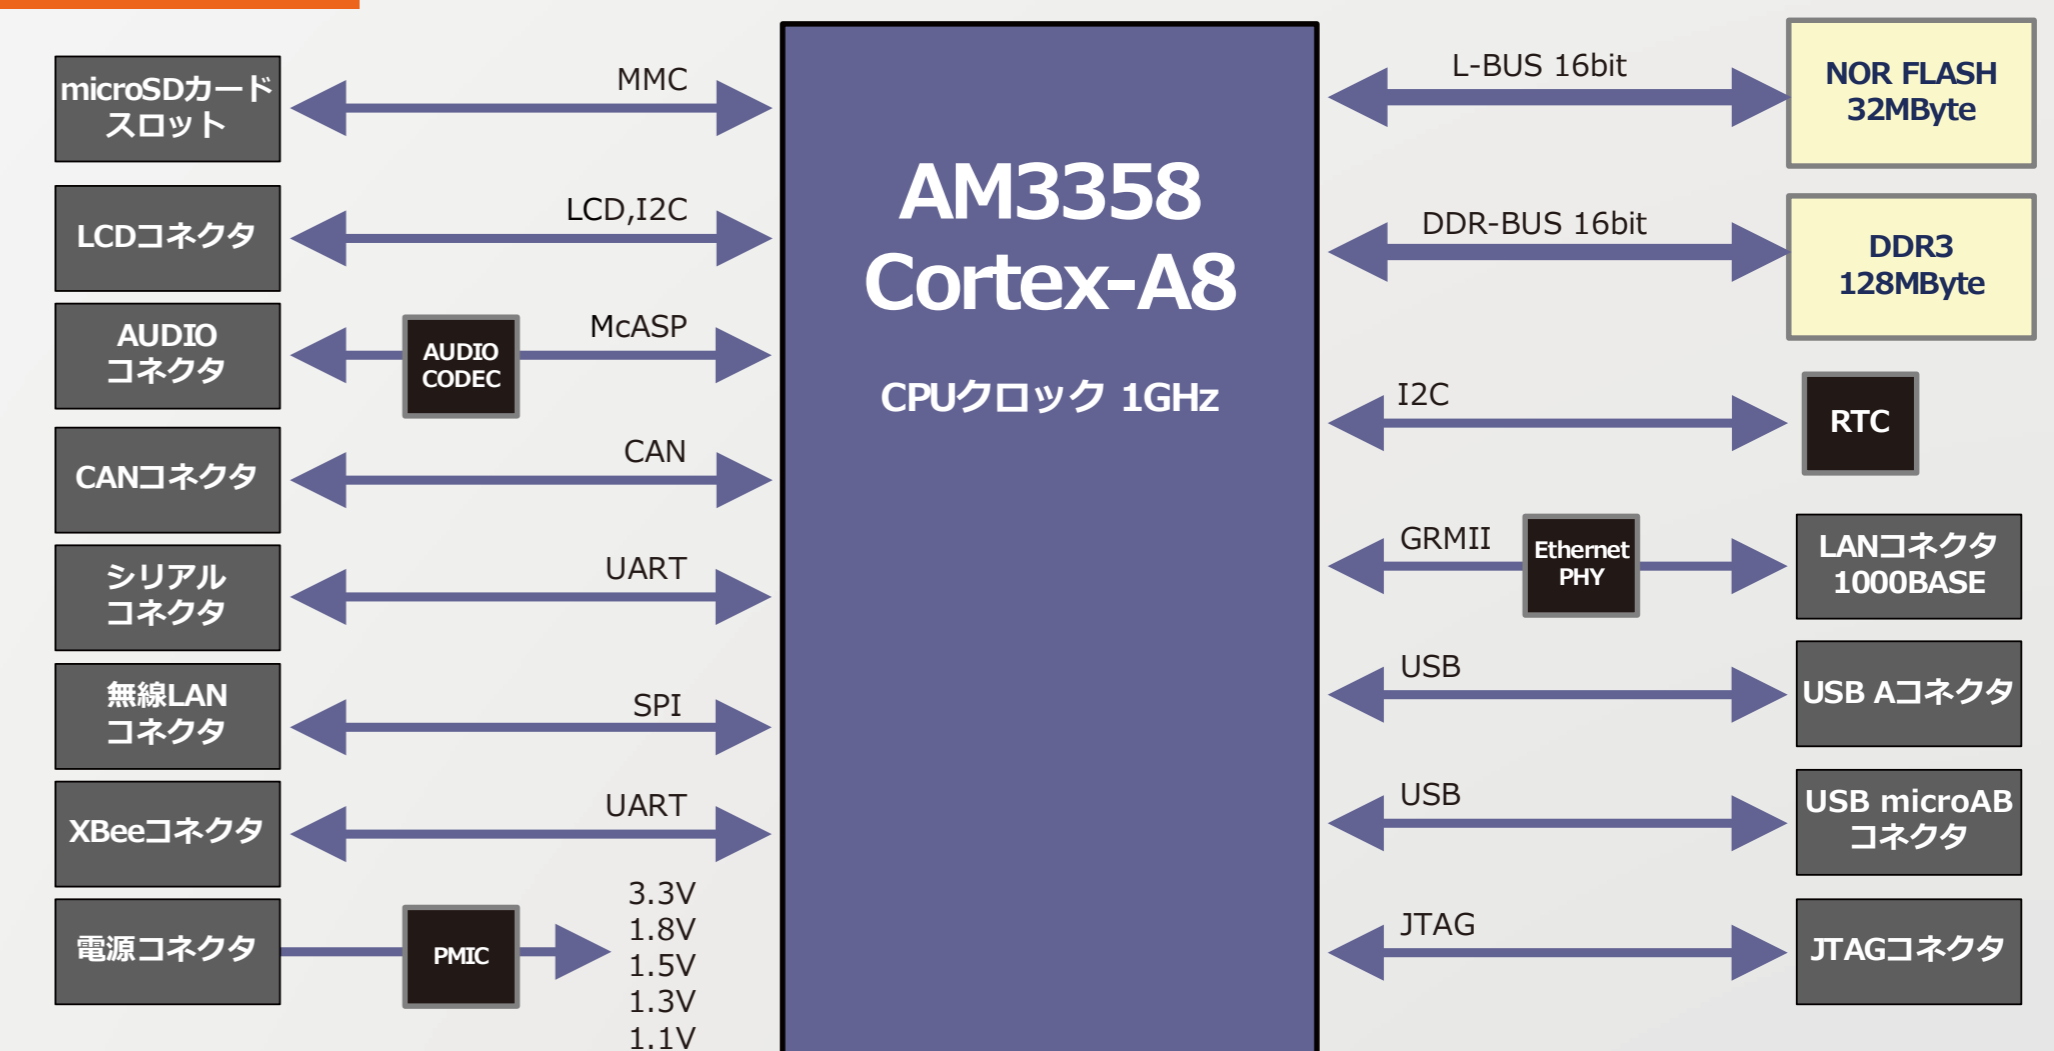 microSDカード
スロット
MMC
LCDコネクタ
LCD,I2C
AUDIO
コネクタ
AUDIO
CODEC
McASP
CANコネクタ
CAN
シリアル
コネクタ
UART
無線LAN
コネクタ
SPI
XBeeコネクタ
UART
電源コネクタ
PMIC
3.3V
1.8V
1.5V
1.3V
1.1V
AM3358
Cortex-A8
CPUクロック 1GHz
L-BUS 16bit
NOR FLASH
32MByte
DDR-BUS 16bit
DDR3
128MByte
I2C
RTC
GRMII
Ethernet
PHY
LANコネクタ
1000BASE
USB
USB Aコネクタ
USB
USB microAB
コネクタ
JTAG
JTAGコネクタ